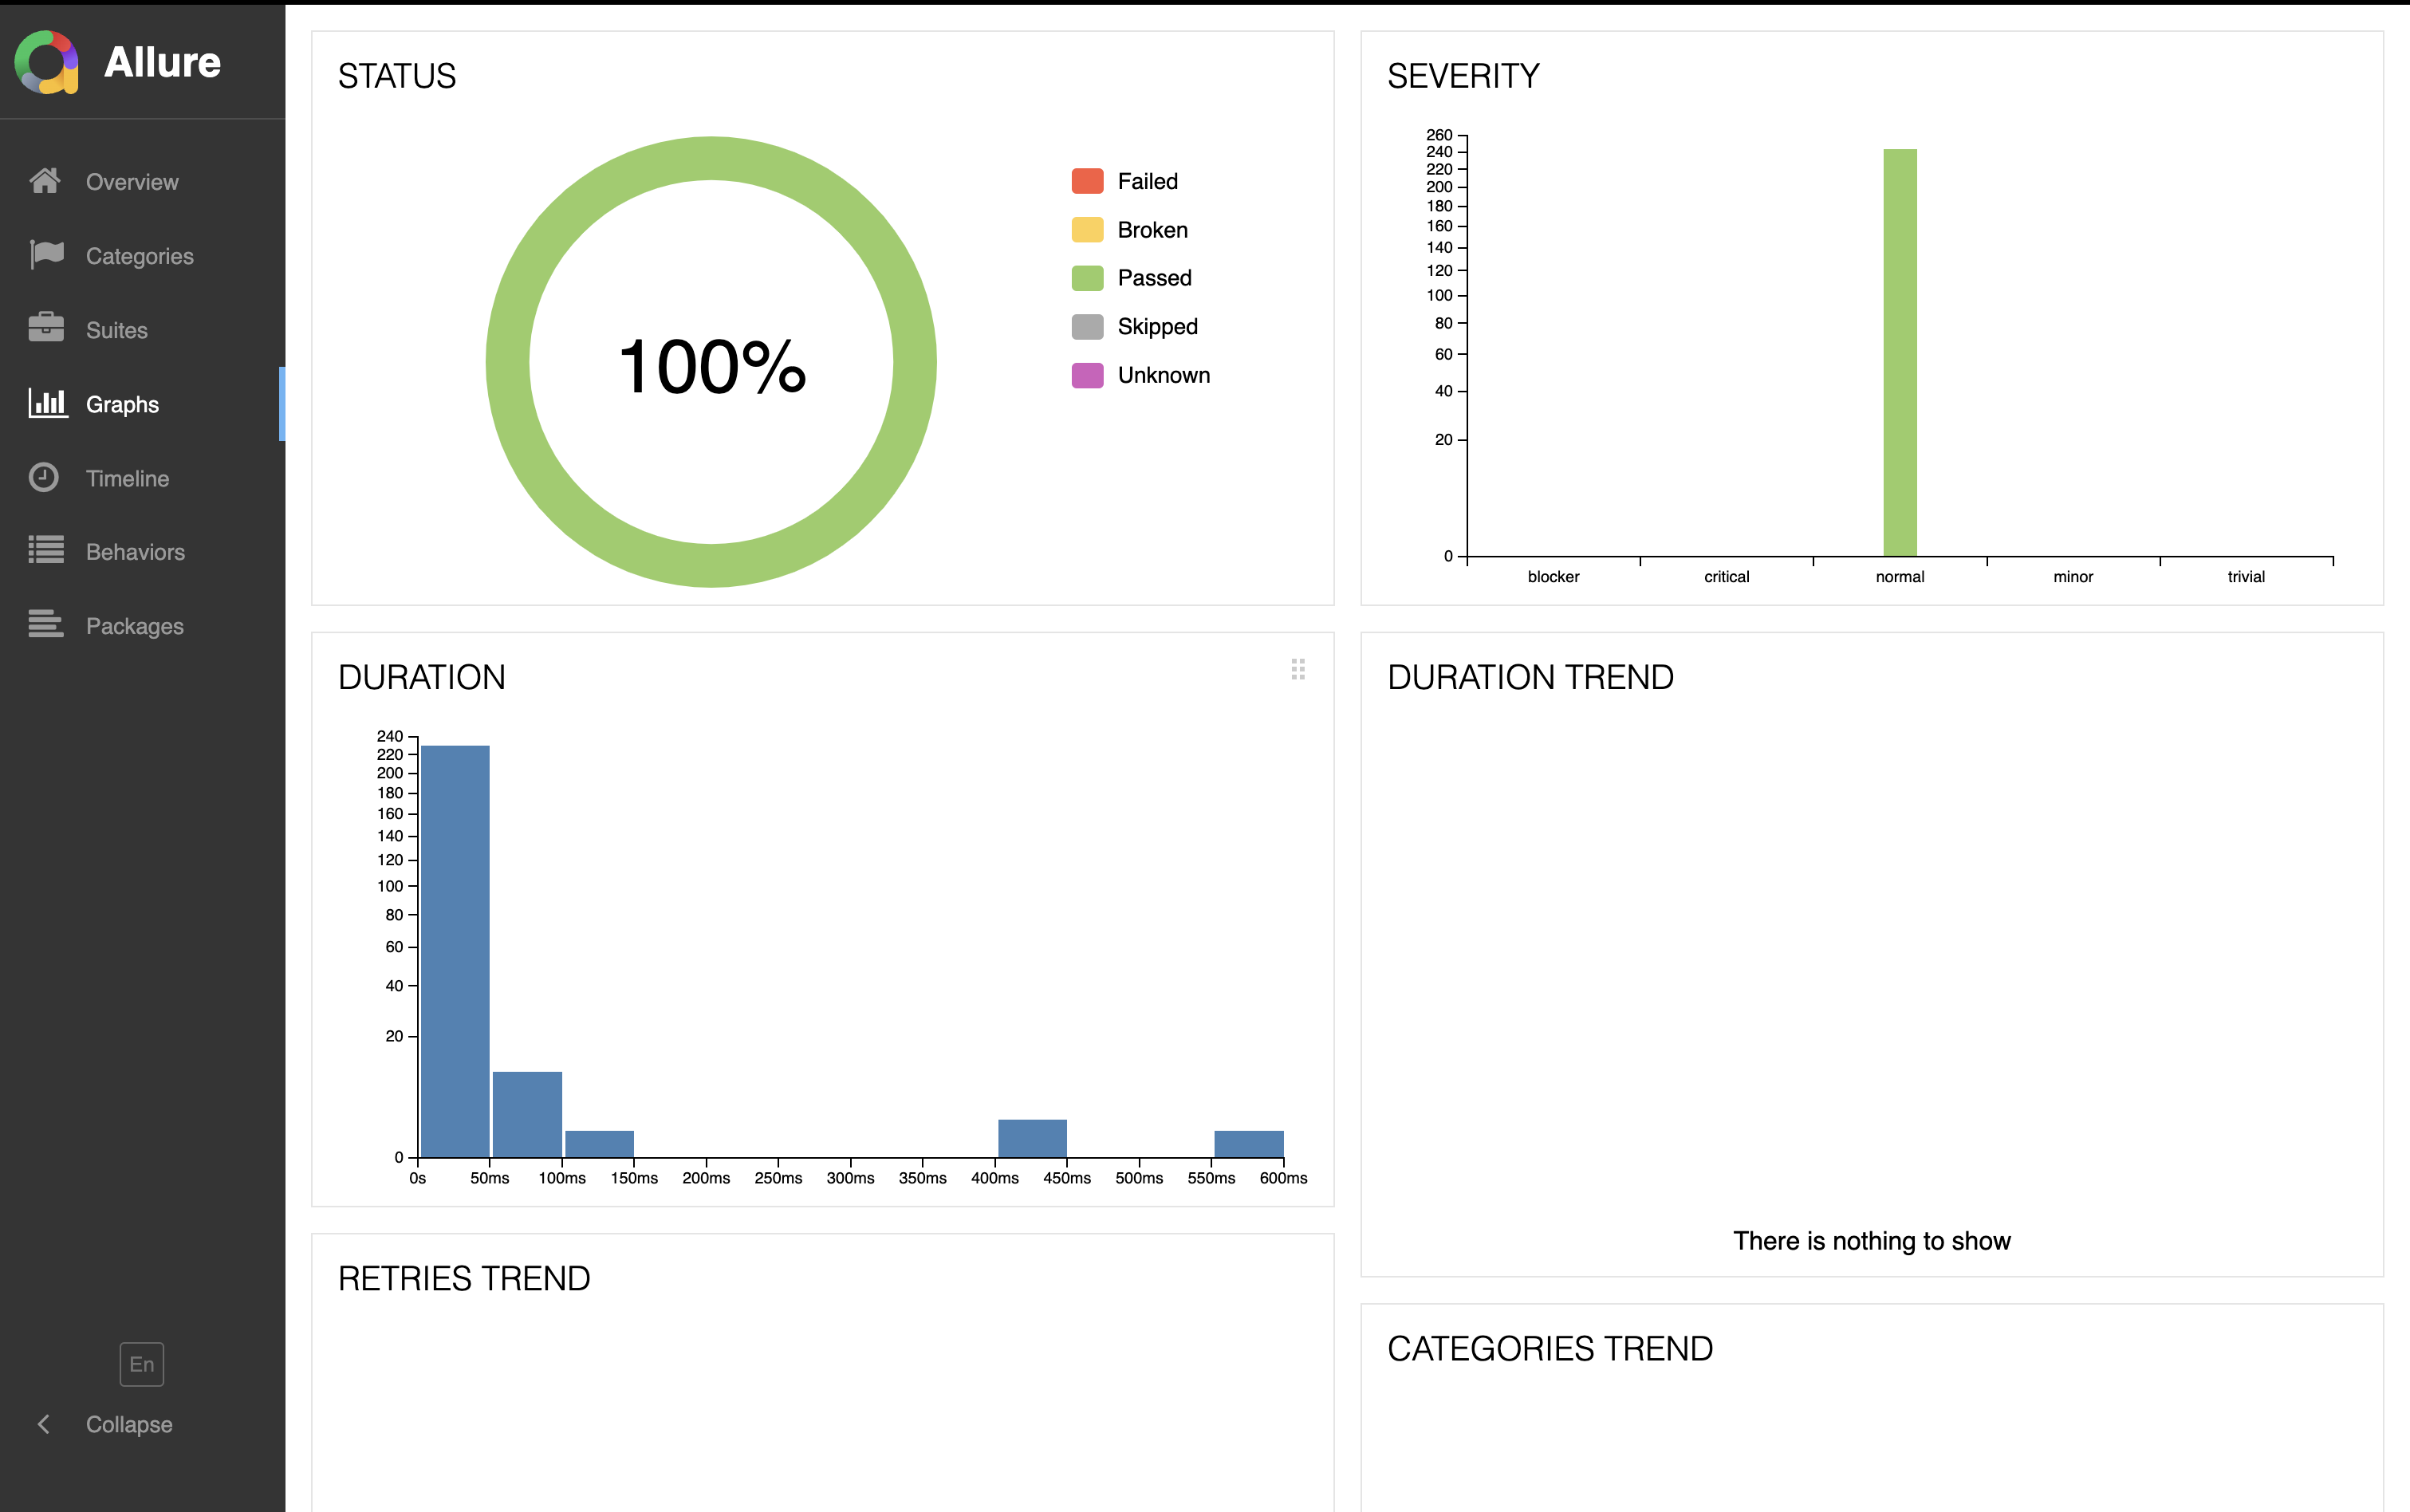 Allure
Overview
Categories
Suites
Graphs
Timeline
Behaviors
Packages
En
Collapse
STATUS
100%
Failed
Broken
Passed
Skipped
Unknown
SEVERITY
260
240
220
200
180
160
140
120
100
80
60
40
20
0
blocker critical normal minor trivial
DURATION
240
220
200
180
160
140
120
100
80
60
40
20
0
0s 50ms 100ms 150ms 200ms 250ms 300ms 350ms 400ms 450ms 500ms 550ms 600ms
DURATION TREND
There is nothing to show
RETRIES TREND
CATEGORIES TREND